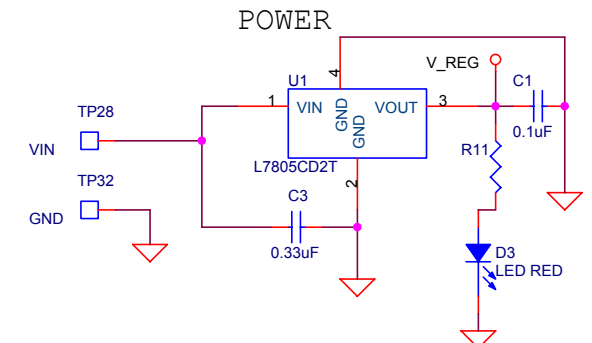 POWER
V_REG
U1
4
C1
TP28
1
VIN
GND
GND
VOUT
3
0.1uF
VIN
R11
L7805CD2T
TP32
2
C3
GND
0.33uF
D3
LED RED